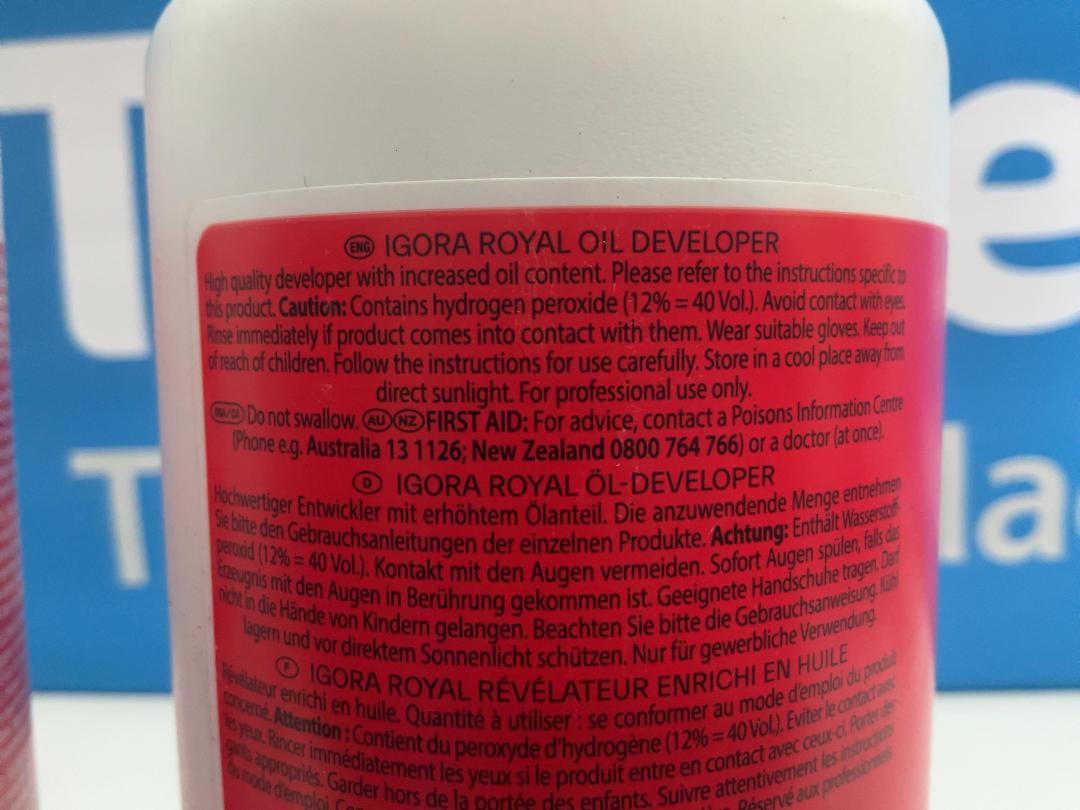 T e
T la
ENG IGORA ROYAL OIL DEVELOPER
High quality developer with increased oil content. Please refer to the instructions specific to
this product. Caution: Contains hydrogen peroxide (12% = 40 Vol.). Avoid contact with eyes.
Rinse immediately if product comes into contact with them. Wear suitable gloves. Keep out
of reach of children. Follow the instructions for use carefully. Store in a cool place away from
direct sunlight. For professional use only.
Do not swallow. AU NZ FIRST AID: For advice, contact a Poisons Information Centre
(Phone e.g. Australia 13 1126; New Zealand 0800 764 766) or a doctor (at once).
D IGORA ROYAL ÖL-DEVELOPER
Hochwertiger Entwickler mit erhöhtem Ölanteil. Die anzuwendende Menge entnehmen
Sie bitte den Gebrauchsanleitungen der einzelnen Produkte. Achtung: Enthält Wasserstoff-
peroxid (12% = 40 Vol.). Kontakt mit den Augen vermeiden. Sofort Augen spülen, falls das
Erzeugnis mit den Augen in Berührung gekommen ist. Geeignete Handschuhe tragen. Darf
nicht in die Hände von Kindern gelangen. Beachten Sie bitte die Gebrauchsanweisung. Kühl
lagern und vor direktem Sonnenlicht schützen. Nur für gewerbliche Verwendung.
F IGORA ROYAL RÉVÉLATEUR ENRICHI EN HUILE
Révélateur enrichi en huile. Quantité à utiliser : se conformer au mode d'emploi du produit
concerné. Attention : Contient du peroxyde d'hydrogène (12% = 40 Vol.). Eviter le contact avec
les yeux. Rincer immédiatement les yeux si le produit entre en contact avec ceux-ci. Porter des
gants appropriés. Garder hors de la portée des enfants. Suivre attentivement les instructions
du mode d'emploi. Réservé aux professionnels.